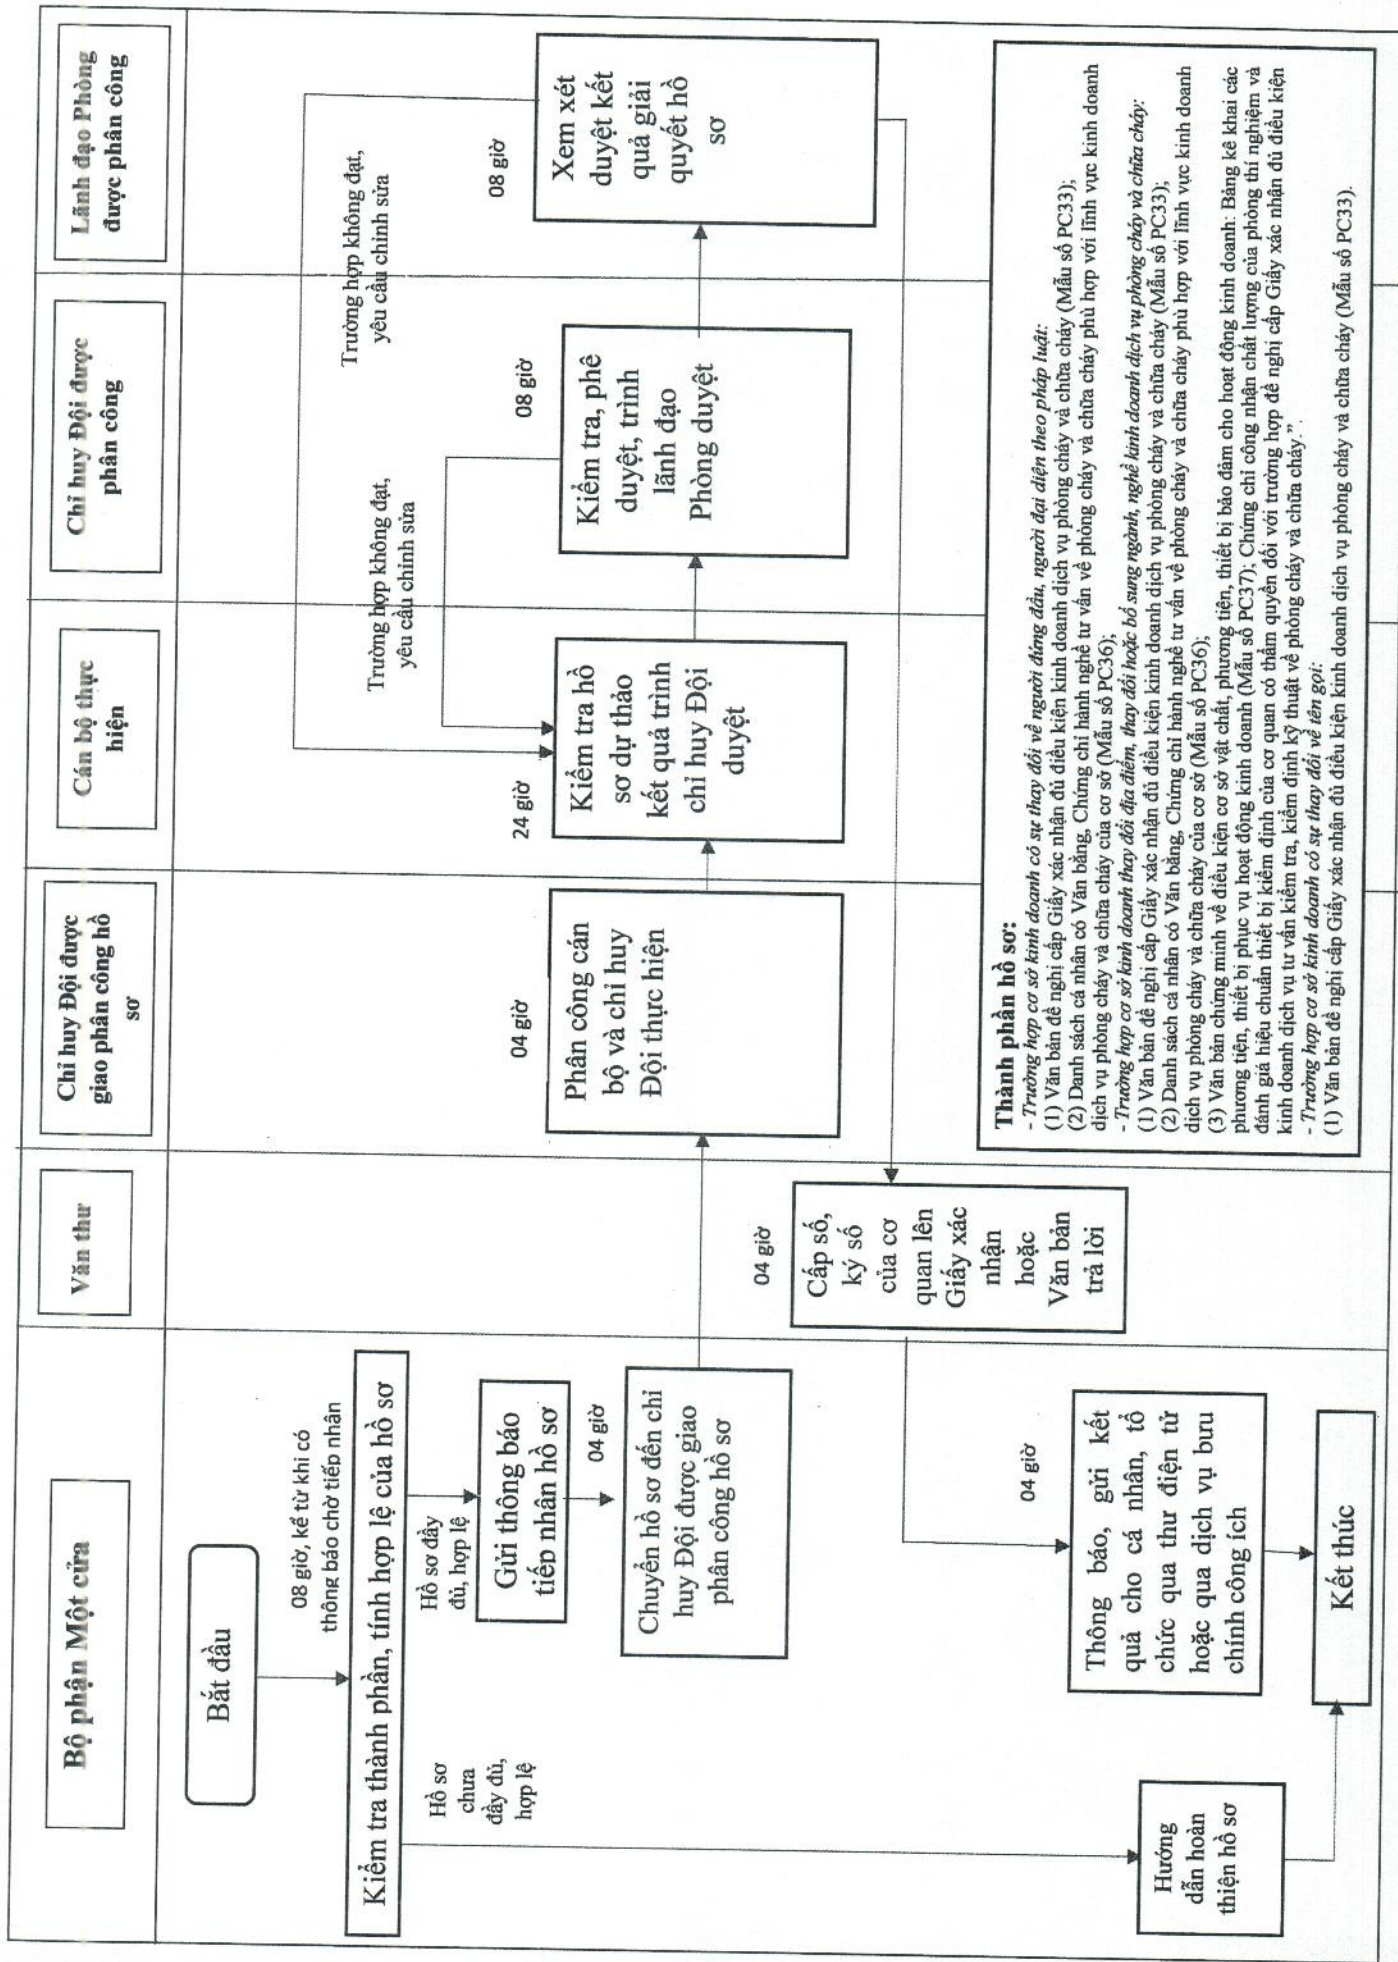 Bộ phận Một cửa
Văn thư
Chỉ huy Đội được
giao phân công hồ
sơ
Cán bộ thực
hiện
Chỉ huy Đội được
phân công
Lãnh đạo Phòng
được phân công
Bắt đầu
08 giờ, kể từ khi có
thông báo chờ tiếp nhận
Kiểm tra thành phần, tính hợp lệ của hồ sơ
Hồ sơ
chưa
đầy đủ,
hợp lệ
Hồ sơ đầy
đủ, hợp lệ
Gửi thông báo
tiếp nhận hồ sơ
04 giờ
Chuyển hồ sơ đến chỉ
huy Đội được giao
phân công hồ sơ
04 giờ
Phân công cán
bộ và chỉ huy
Đội thực hiện
24 giờ
Kiểm tra hồ
sơ dự thảo
kết quả trình
chỉ huy Đội
duyệt
Trường hợp không đạt,
yêu cầu chỉnh sửa
08 giờ
Kiểm tra, phê
duyệt, trình
lãnh đạo
Phòng duyệt
Trường hợp không đạt,
yêu cầu chỉnh sửa
08 giờ
Xem xét
duyệt kết
quả giải
quyết hồ
sơ
04 giờ
Cấp số,
ký số
của cơ
quan lên
Giấy xác
nhận
hoặc
Văn bản
trả lời
04 giờ
Thông báo, gửi kết
quả cho cá nhân, tổ
chức qua thư điện tử
hoặc qua dịch vụ bưu
chính công ích
Hướng
dẫn hoàn
thiện hồ sơ
Kết thúc
Thành phần hồ sơ:
- Trường hợp cơ sở kinh doanh có sự thay đổi về người đứng đầu, người đại diện theo pháp luật:
(1) Văn bản đề nghị cấp Giấy xác nhận đủ điều kiện kinh doanh dịch vụ phòng cháy và chữa cháy (Mẫu số PC33);
(2) Danh sách cá nhân có Văn bằng, Chứng chỉ hành nghề tư vấn về phòng cháy và chữa cháy phù hợp với lĩnh vực kinh doanh
dịch vụ phòng cháy và chữa cháy của cơ sở (Mẫu số PC36);
- Trường hợp cơ sở kinh doanh thay đổi địa điểm, thay đổi hoặc bổ sung ngành, nghề kinh doanh dịch vụ phòng cháy và chữa cháy:
(1) Văn bản đề nghị cấp Giấy xác nhận đủ điều kiện kinh doanh dịch vụ phòng cháy và chữa cháy (Mẫu số PC33);
(2) Danh sách cá nhân có Văn bằng, Chứng chỉ hành nghề tư vấn về phòng cháy và chữa cháy phù hợp với lĩnh vực kinh doanh
dịch vụ phòng cháy và chữa cháy của cơ sở (Mẫu số PC36);
(3) Văn bản chứng minh về điều kiện cơ sở vật chất, phương tiện, thiết bị bảo đảm cho hoạt động kinh doanh: Bảng kê khai các
phương tiện, thiết bị phục vụ hoạt động kinh doanh (Mẫu số PC37); Chứng chỉ công nhận chất lượng của phòng thí nghiệm và
đánh giá hiệu chuẩn thiết bị kiểm định của cơ quan có thẩm quyền đối với trường hợp đề nghị cấp Giấy xác nhận đủ điều kiện
kinh doanh dịch vụ tư vấn kiểm tra, kiểm định kỹ thuật về phòng cháy và chữa cháy.”.
- Trường hợp cơ sở kinh doanh có sự thay đổi về tên gọi:
(1) Văn bản đề nghị cấp Giấy xác nhận đủ điều kiện kinh doanh dịch vụ phòng cháy và chữa cháy (Mẫu số PC33).